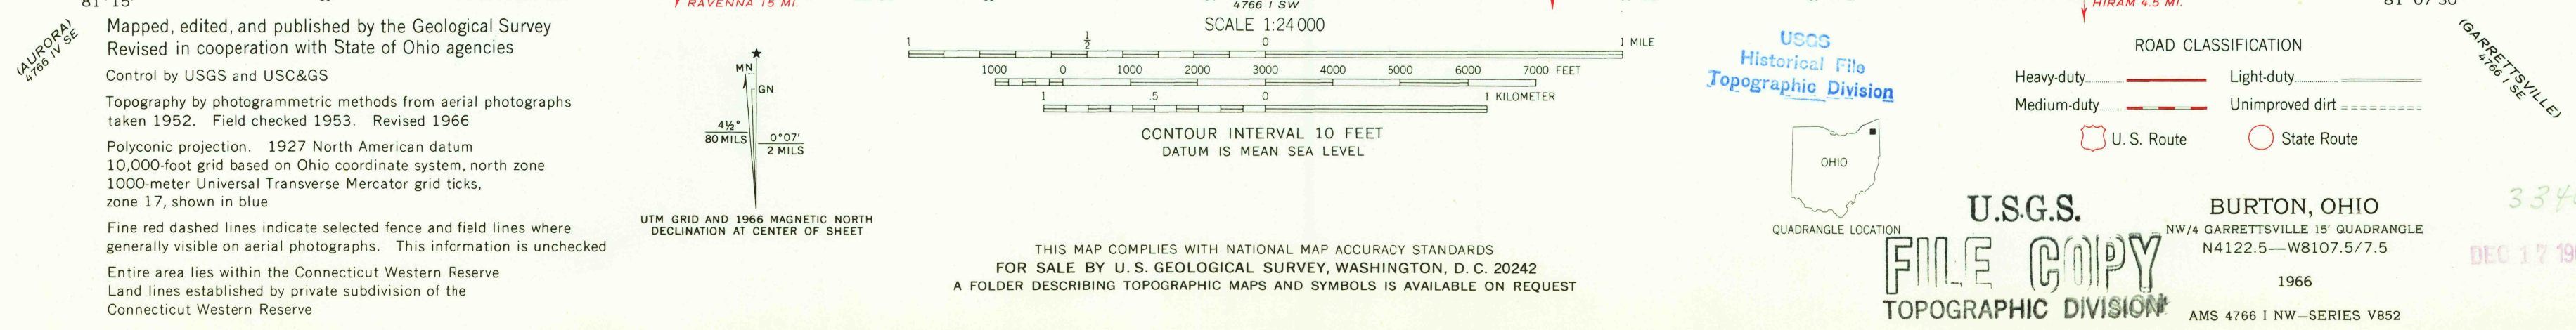 81°15'
RAVENNA 15 MI.
4766 I SW
HIRAM 4.5 MI.
81°07'30"
(AURORA)
4766 IV SE
Mapped, edited, and published by the Geological Survey
Revised in cooperation with State of Ohio agencies
Control by USGS and USC&GS
Topography by photogrammetric methods from aerial photographs
taken 1952. Field checked 1953. Revised 1966
Polyconic projection. 1927 North American datum
10,000-foot grid based on Ohio coordinate system, north zone
1000-meter Universal Transverse Mercator grid ticks,
zone 17, shown in blue
Fine red dashed lines indicate selected fence and field lines where
generally visible on aerial photographs. This information is unchecked
Entire area lies within the Connecticut Western Reserve
Land lines established by private subdivision of the
Connecticut Western Reserve
MN
GN
4½°
80 MILS
0°07'
2 MILS
UTM GRID AND 1966 MAGNETIC NORTH
DECLINATION AT CENTER OF SHEET
SCALE 1:24 000
1 ½ 0 1 MILE
1000 0 1000 2000 3000 4000 5000 6000 7000 FEET
1 .5 0 1 KILOMETER
CONTOUR INTERVAL 10 FEET
DATUM IS MEAN SEA LEVEL
THIS MAP COMPLIES WITH NATIONAL MAP ACCURACY STANDARDS
FOR SALE BY U. S. GEOLOGICAL SURVEY, WASHINGTON, D. C. 20242
A FOLDER DESCRIBING TOPOGRAPHIC MAPS AND SYMBOLS IS AVAILABLE ON REQUEST
USGS
Historical File
Topographic Division
OHIO
QUADRANGLE LOCATION
ROAD CLASSIFICATION
Heavy-duty
Light-duty
Medium-duty
Unimproved dirt
U. S. Route
State Route
(GARRETTSVILLE)
4766 I SE
U.S.G.S.
FILE COPY
TOPOGRAPHIC DIVISION
BURTON, OHIO
NW/4 GARRETTSVILLE 15' QUADRANGLE
N4122.5—W8107.5/7.5
1966
AMS 4766 I NW—SERIES V852
334
DEC 17 19